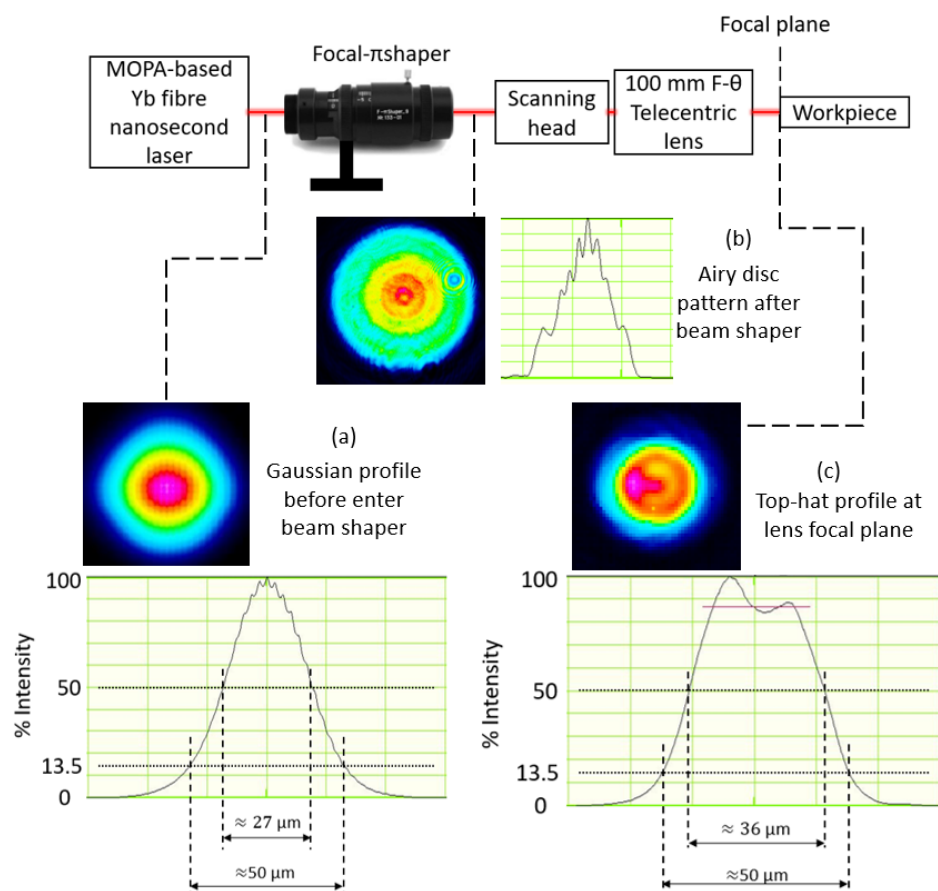 Focal plane
Focal-πshaper
MOPA-based
Yb fibre
nanosecond
laser
Scanning
head
100 mm F-θ
Telecentric
lens
Workpiece
(b)
Airy disc
pattern after
beam shaper
(a)
Gaussian profile
before enter
beam shaper
(c)
Top-hat profile at
lens focal plane
100
50
13.5
0
% Intensity
≈ 27 μm
≈50 μm
100
50
13.5
0
% Intensity
≈ 36 μm
≈50 μm